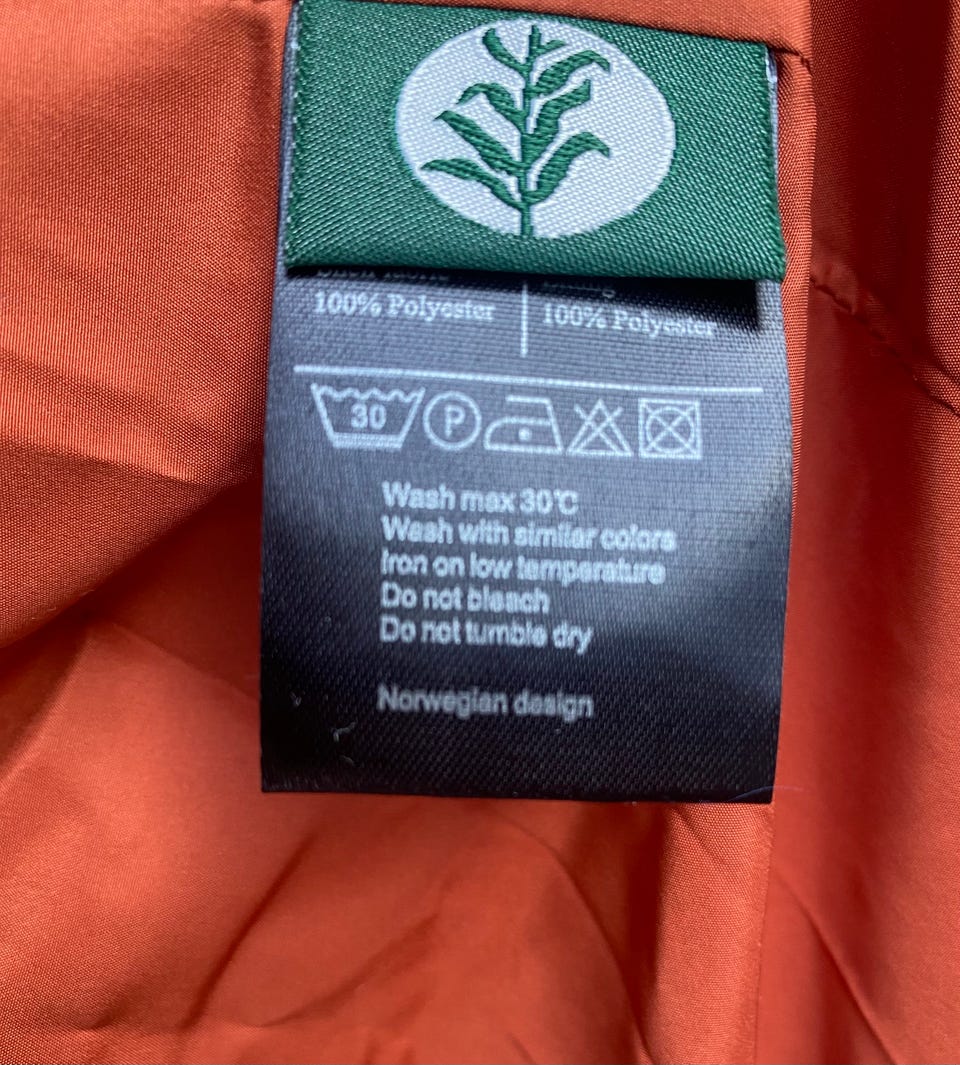 100% Polyester
100% Polyester
30 P
Wash max 30°C
Wash with similar colors
Iron on low temperature
Do not bleach
Do not tumble dry
Norwegian design